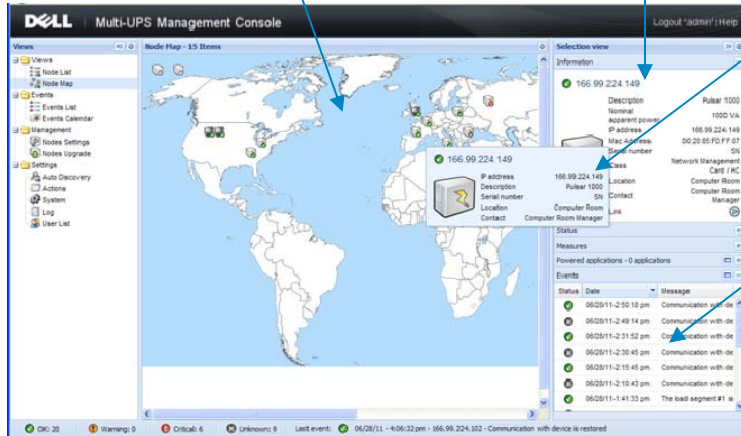 DELL Multi-UPS Management Console
Logout 'admin' | Help
Views
Views
Node List
Node Map
Events
Events List
Events Calendar
Management
Nodes Settings
Nodes Upgrade
Settings
Auto Discovery
Actions
System
Log
User List
Node Map - 15 Items
166.99.224.149
IP address 166.99.224.149
Description Pulsar 1000
Serial number SN
Location Computer Room
Contact Computer Room Manager
Selection view
Information
166.99.224.149
Description Pulsar 1000
Nominal apparent power 1000 VA
IP address 166.99.224.149
Mac Address 00:20:85:FD:FF:07
Serial number SN
Class Network Management Card / HC
Location Computer Room
Contact Computer Room Manager
Link
Status
Measures
Powered applications - 0 applications
Events
Status Date Message
06/28/11-2:50:18 pm Communication with de
06/28/11-2:49:14 pm Communication with de
06/28/11-2:31:52 pm Communication with de
06/28/11-2:30:45 pm Communication with de
06/28/11-2:15:45 pm Communication with de
06/28/11-2:10:43 pm Communication with de
06/28/11-1:41:33 pm The load segment #1 is
OK: 20 Warning: 0 Critical: 6 Unknown: 9 Last event: 06/28/11 - 4:06:32 pm - 166.99.224.102 - Communication with device is restored